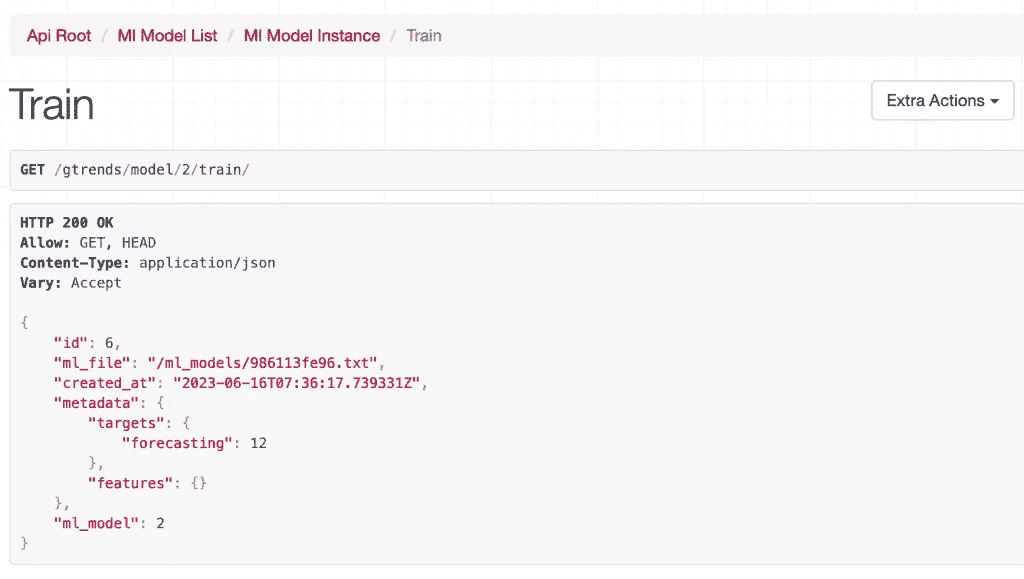 Api Root / Ml Model List / Ml Model Instance / Train
Train
Extra Actions
GET /gtrends/model/2/train/
HTTP 200 OK
Allow: GET, HEAD
Content-Type: application/json
Vary: Accept
{
    "id": 6,
    "ml_file": "/ml_models/986113fe96.txt",
    "created_at": "2023-06-16T07:36:17.739331Z",
    "metadata": {
        "targets": {
            "forecasting": 12
        },
        "features": {}
    },
    "ml_model": 2
}